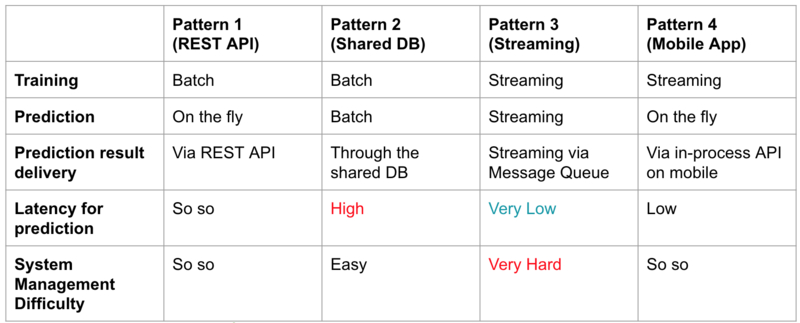 Pattern 1 (REST API) Pattern 2 (Shared DB) Pattern 3 (Streaming) Pattern 4 (Mobile App)
Training Batch Batch Streaming Streaming
Prediction On the fly Batch Streaming On the fly
Prediction result delivery Via REST API Through the shared DB Streaming via Message Queue Via in-process API on mobile
Latency for prediction So so High Very Low Low
System Management Difficulty So so Easy Very Hard So so